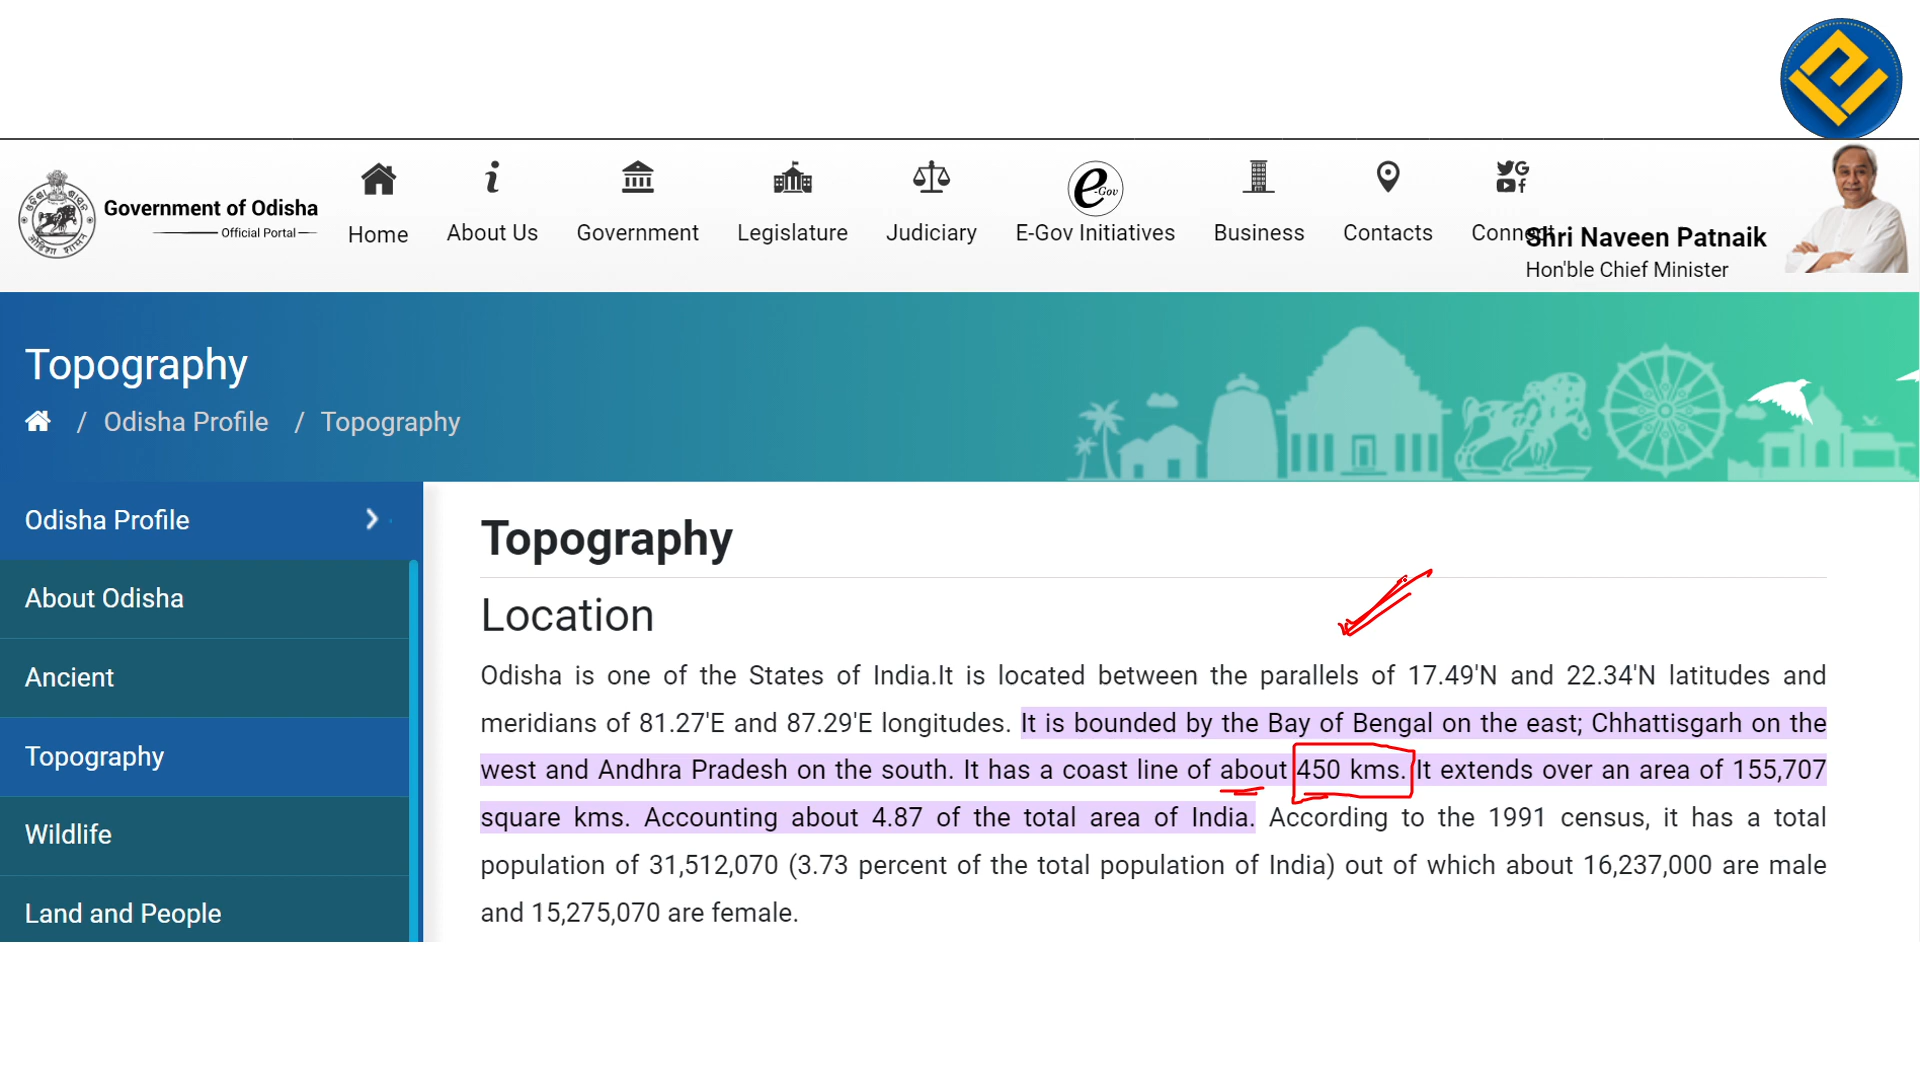 Government of Odisha
Official Portal
Home
About Us
Government
Legislature
Judiciary
e-Gov
E-Gov Initiatives
Business
Contacts
Connect
Shri Naveen Patnaik
Hon'ble Chief Minister
Topography
/ Odisha Profile / Topography
Odisha Profile
About Odisha
Ancient
Topography
Wildlife
Land and People
Topography
Location
Odisha is one of the States of India.It is located between the parallels of 17.49'N and 22.34'N latitudes and
meridians of 81.27'E and 87.29'E longitudes. It is bounded by the Bay of Bengal on the east; Chhattisgarh on the
west and Andhra Pradesh on the south. It has a coast line of about 450 kms. It extends over an area of 155,707
square kms. Accounting about 4.87 of the total area of India. According to the 1991 census, it has a total
population of 31,512,070 (3.73 percent of the total population of India) out of which about 16,237,000 are male
and 15,275,070 are female.